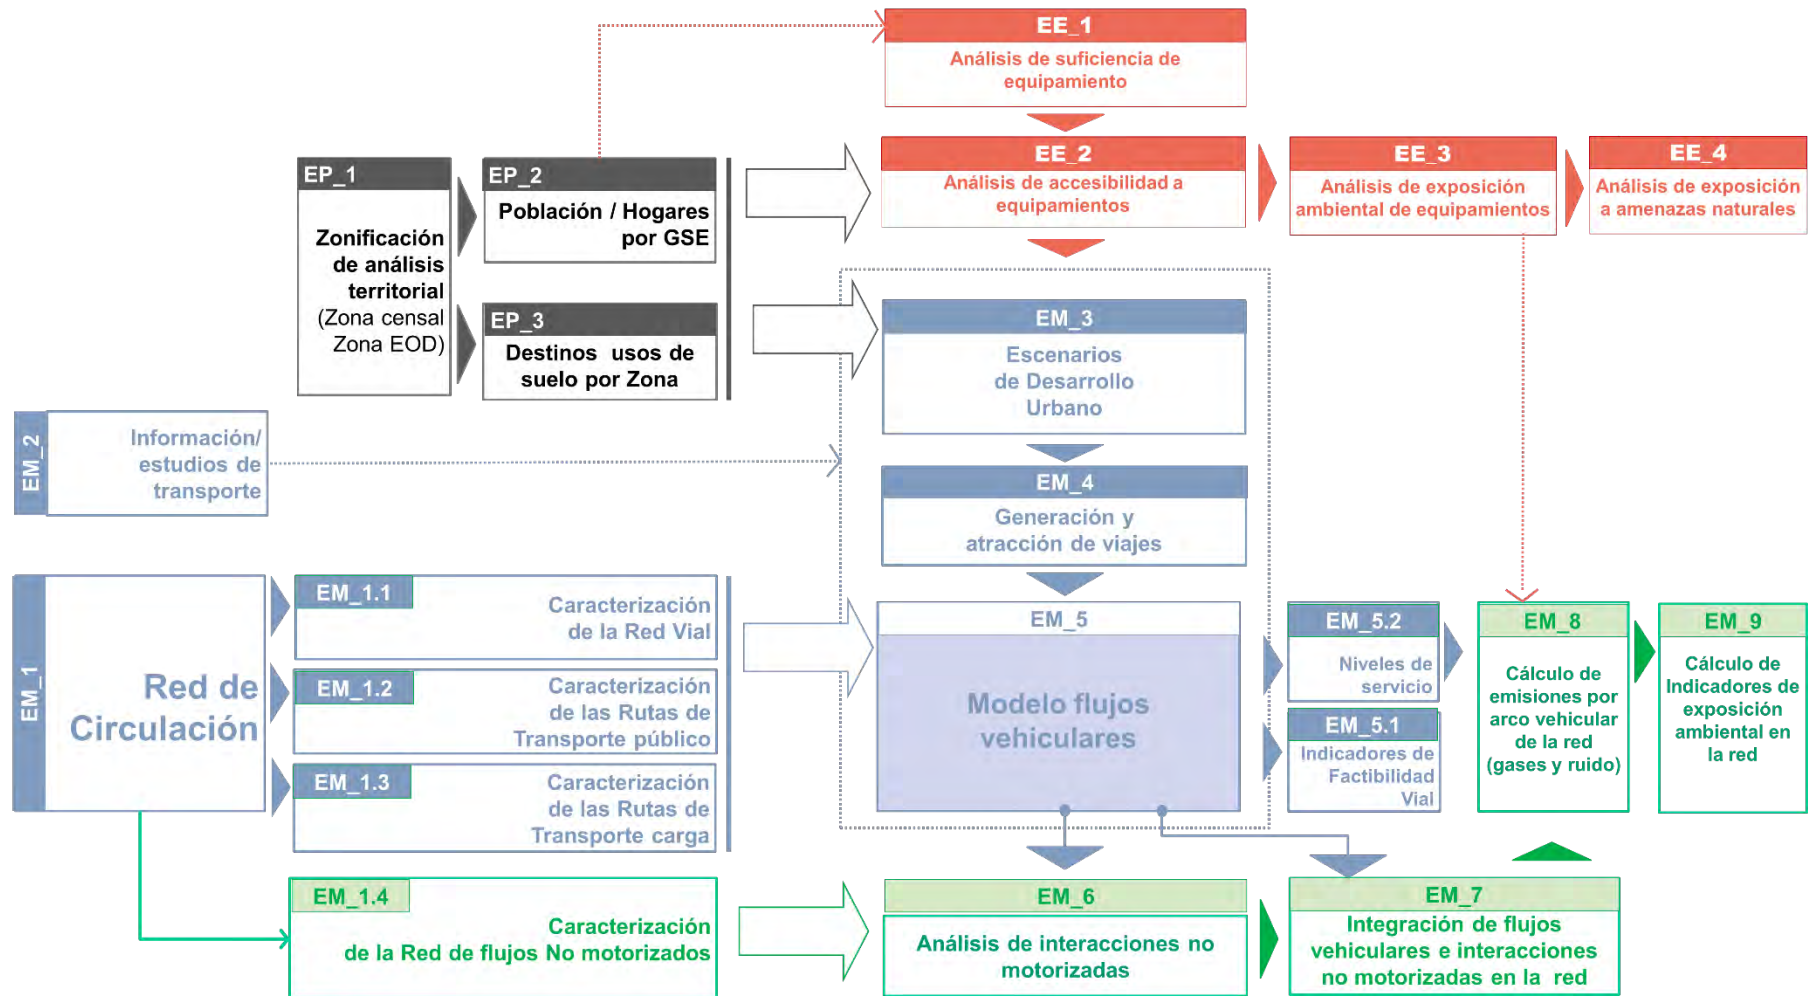 EE_1
Análisis de suficiencia de
equipamiento
EP_1
Zonificación
de análisis
territorial
(Zona censal
Zona EOD)
EP_2
Población / Hogares
por GSE
EP_3
Destinos usos de
suelo por Zona
EE_2
Análisis de accesibilidad a
equipamientos
EE_3
Análisis de exposición
ambiental de equipamientos
EE_4
Análisis de exposición
a amenazas naturales
EM_3
Escenarios
de Desarrollo
Urbano
EM_2
Información/
estudios de
transporte
EM_4
Generación y
atracción de viajes
EM_1
Red de
Circulación
EM_1.1
Caracterización
de la Red Vial
EM_1.2
Caracterización
de las Rutas de
Transporte público
EM_1.3
Caracterización
de las Rutas de
Transporte carga
EM_5
Modelo flujos
vehiculares
EM_5.2
Niveles de
servicio
EM_5.1
Indicadores de
Factibilidad
Vial
EM_8
Cálculo de
emisiones por
arco vehicular
de la red
(gases y ruido)
EM_9
Cálculo de
Indicadores de
exposición
ambiental en
la red
EM_1.4
Caracterización
de la Red de flujos No motorizados
EM_6
Análisis de interacciones no
motorizadas
EM_7
Integración de flujos
vehiculares e interacciones
no motorizadas en la red